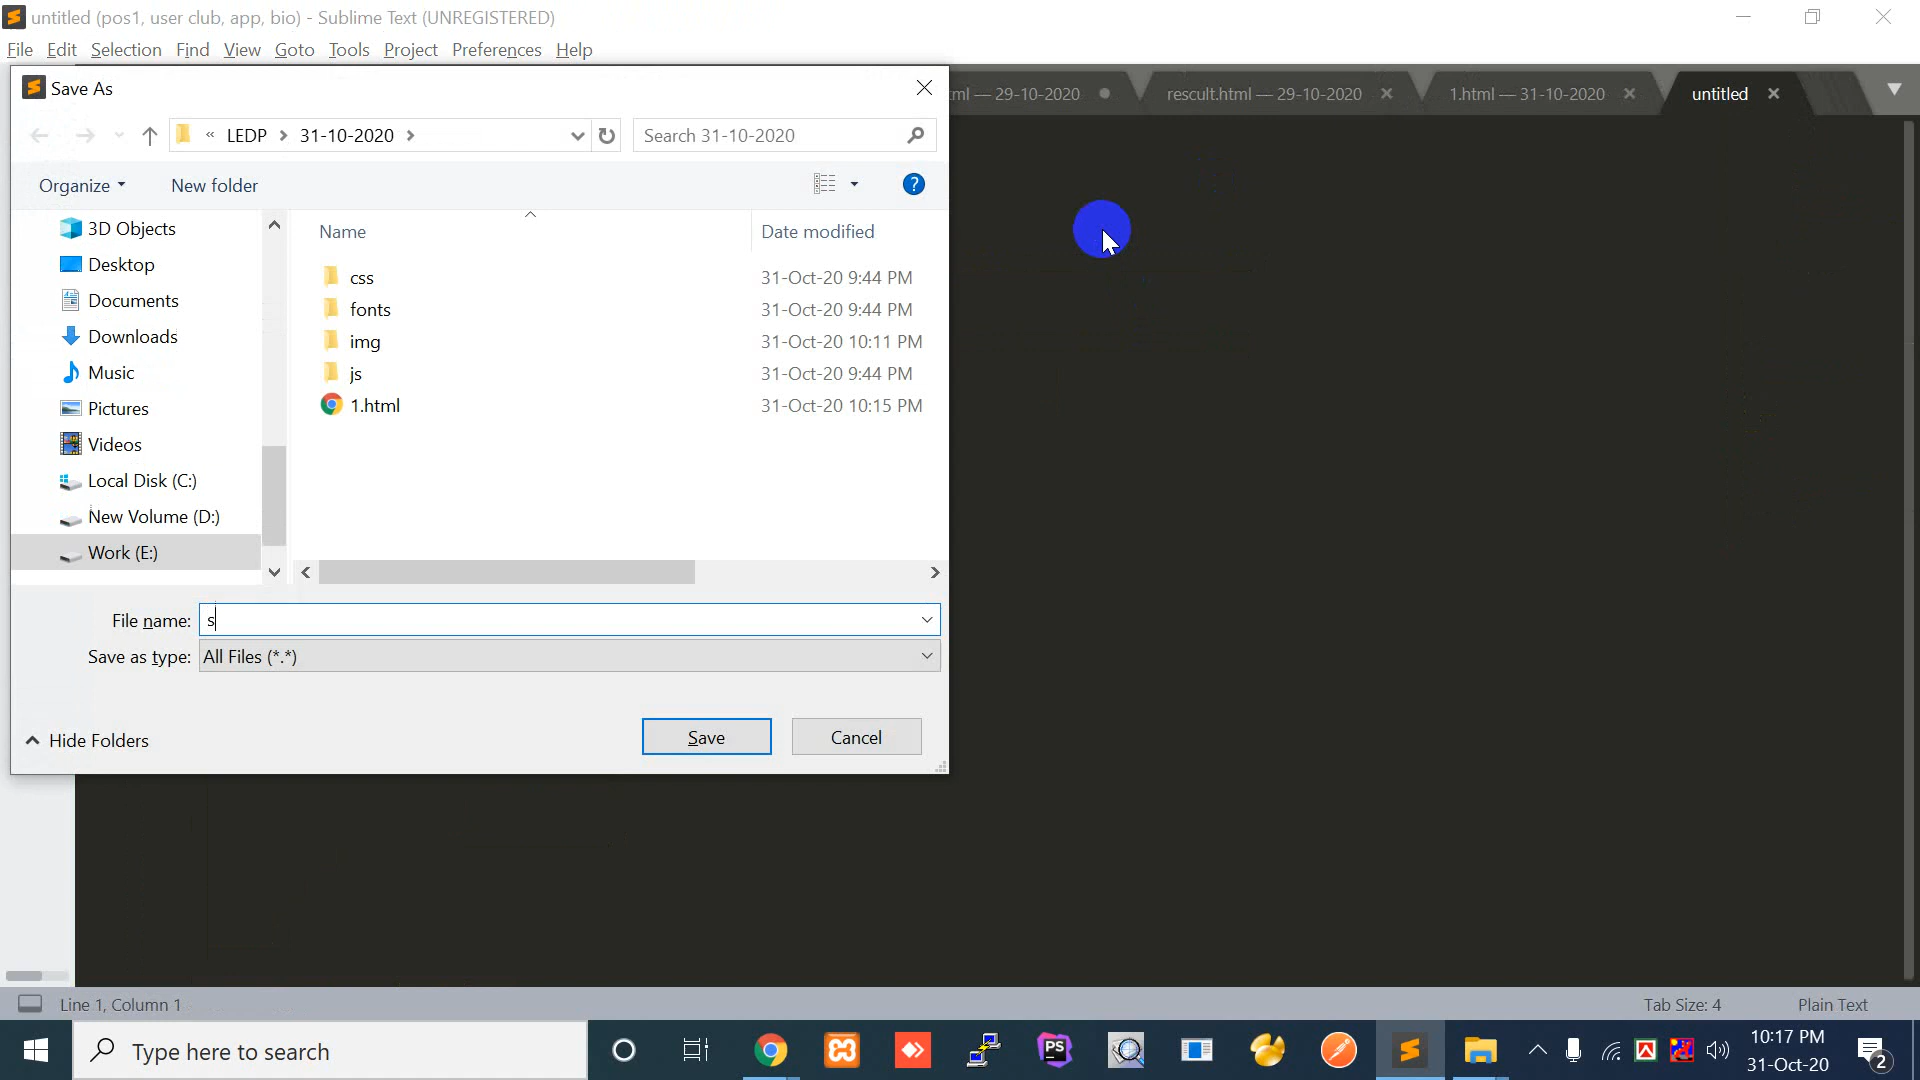 untitled (pos1, user club, app, bio) - Sublime Text (UNREGISTERED)
File Edit Selection Find View Goto Tools Project Preferences Help
Save As
ml — 29-10-2020
rescult.html — 29-10-2020
1.html — 31-10-2020
untitled
« LEDP > 31-10-2020 >
Search 31-10-2020
Organize
New folder
3D Objects
Desktop
Documents
Downloads
Music
Pictures
Videos
Local Disk (C:)
New Volume (D:)
Work (E:)
Name Date modified
css 31-Oct-20 9:44 PM
fonts 31-Oct-20 9:44 PM
img 31-Oct-20 10:11 PM
js 31-Oct-20 9:44 PM
1.html 31-Oct-20 10:15 PM
File name: s
Save as type: All Files (*.*)
Hide Folders
Save
Cancel
Line 1, Column 1
Tab Size: 4
Plain Text
Type here to search
PS
10:17 PM
31-Oct-20
2